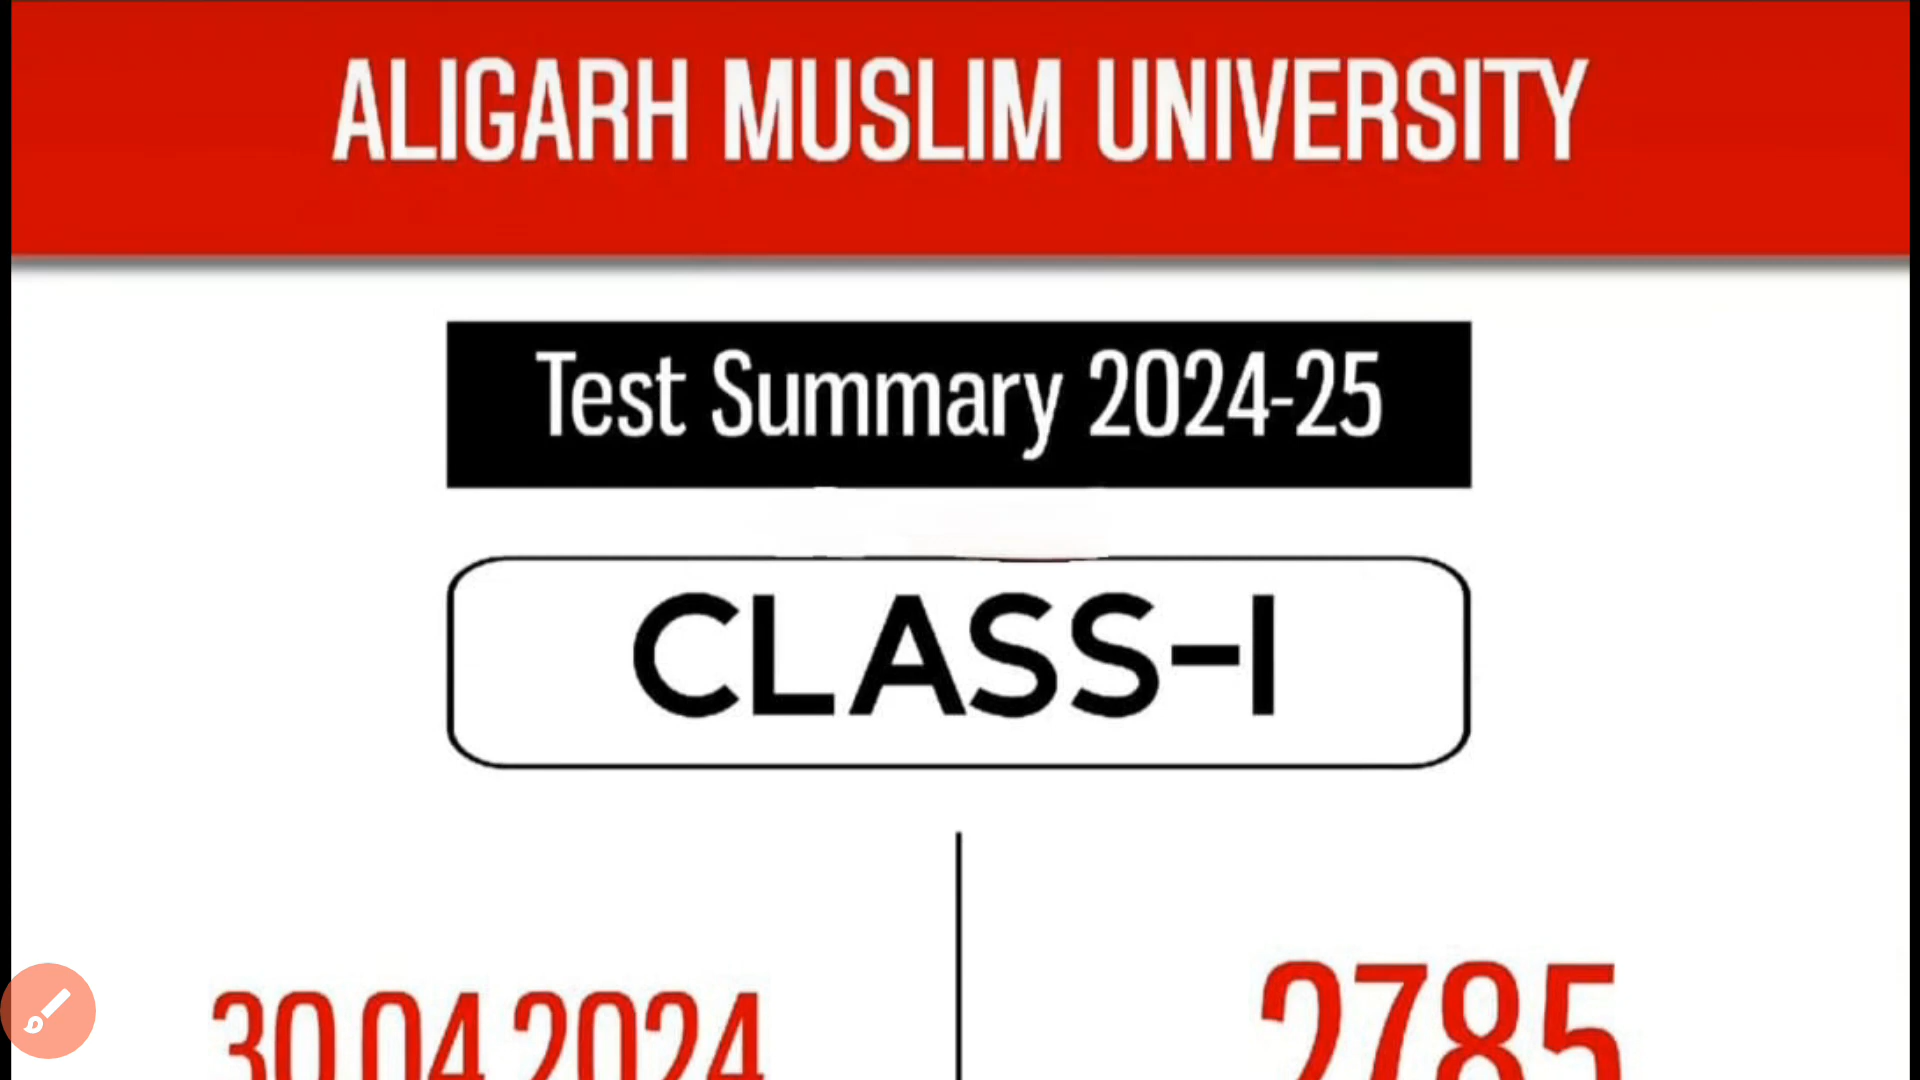 ALIGARH MUSLIM UNIVERSITY
Test Summary 2024-25
CLASS-I
30.04.2024
2785